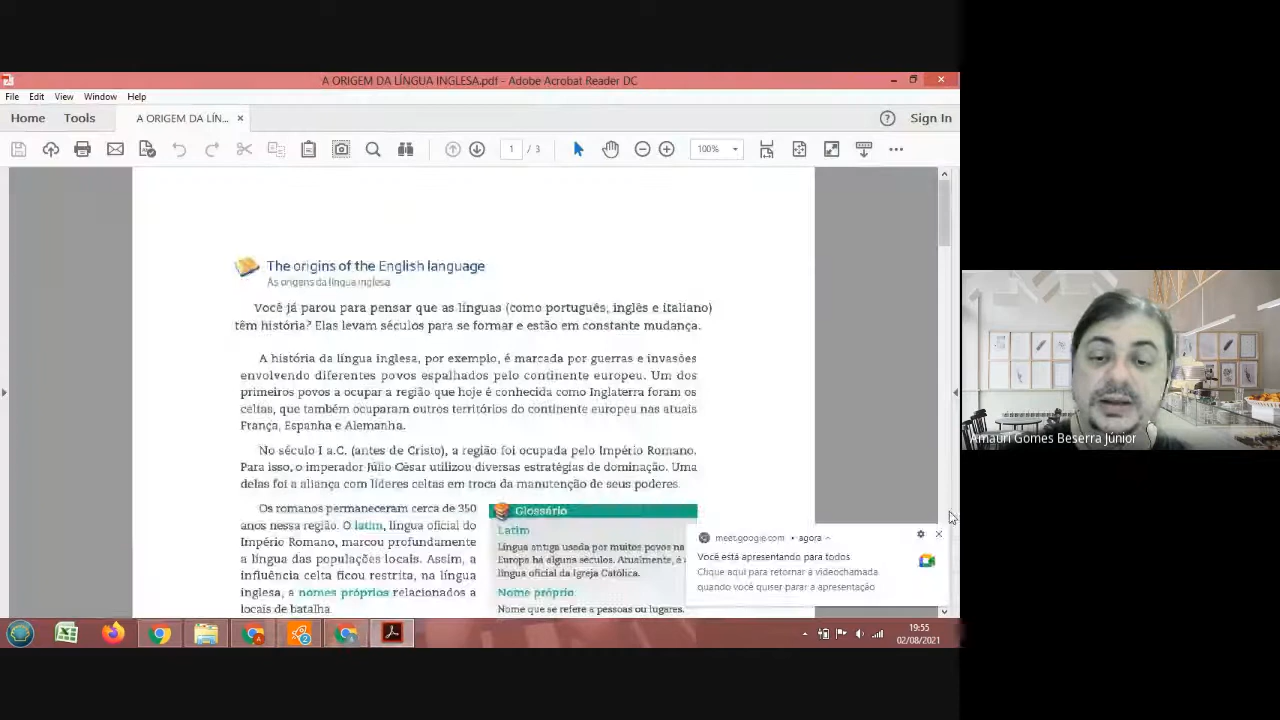 A ORIGEM DA LÍNGUA INGLESA.pdf - Adobe Acrobat Reader DC
File Edit View Window Help
Home Tools A ORIGEM DA LÍN... × Sign In
1 / 3 100%
The origins of the English language
As origens da língua inglesa
Você já parou para pensar que as línguas (como português, inglês e italiano)
têm história? Elas levam séculos para se formar e estão em constante mudança.
A história da língua inglesa, por exemplo, é marcada por guerras e invasões
envolvendo diferentes povos espalhados pelo continente europeu. Um dos
primeiros povos a ocupar a região que hoje é conhecida como Inglaterra foram os
celtas, que também ocuparam outros territórios do continente europeu nas atuais
França, Espanha e Alemanha.
No século I a.C. (antes de Cristo), a região foi ocupada pelo Império Romano.
Para isso, o imperador Júlio César utilizou diversas estratégias de dominação. Uma
delas foi a aliança com líderes celtas em troca da manutenção de seus poderes.
Os romanos permaneceram cerca de 350
anos nessa região. O latim, língua oficial do
Império Romano, marcou profundamente
a língua das populações locais. Assim, a
influência celta ficou restrita, na língua
inglesa, a nomes próprios relacionados a
locais de batalha
Glossário
Latim
Língua antiga usada por muitos povos na
Europa há alguns séculos. Atualmente, é a
língua oficial da Igreja Católica.
Nome próprio
Nome que se refere a pessoas ou lugares.
meet.google.com • agora
Você está apresentando para todos
Clique aqui para retornar à videochamada
quando você quiser parar a apresentação
19:55
02/08/2021
Amauri Gomes Beserra Júnior